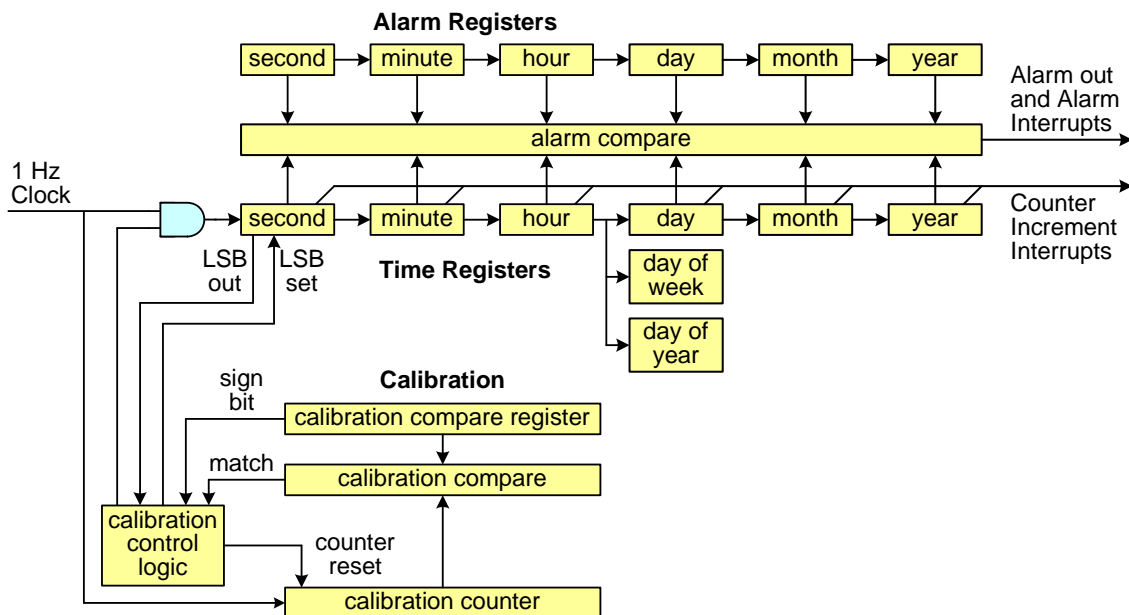 Alarm Registers
second
minute
hour
day
month
year
Alarm out
and Alarm
Interrupts
alarm compare
1 Hz
Clock
second
minute
hour
day
month
year
Counter
Increment
Interrupts
LSB
out
LSB
set
Time Registers
day of
week
day of
year
Calibration
sign
bit
calibration compare register
match
calibration compare
calibration
control
logic
counter
reset
calibration counter